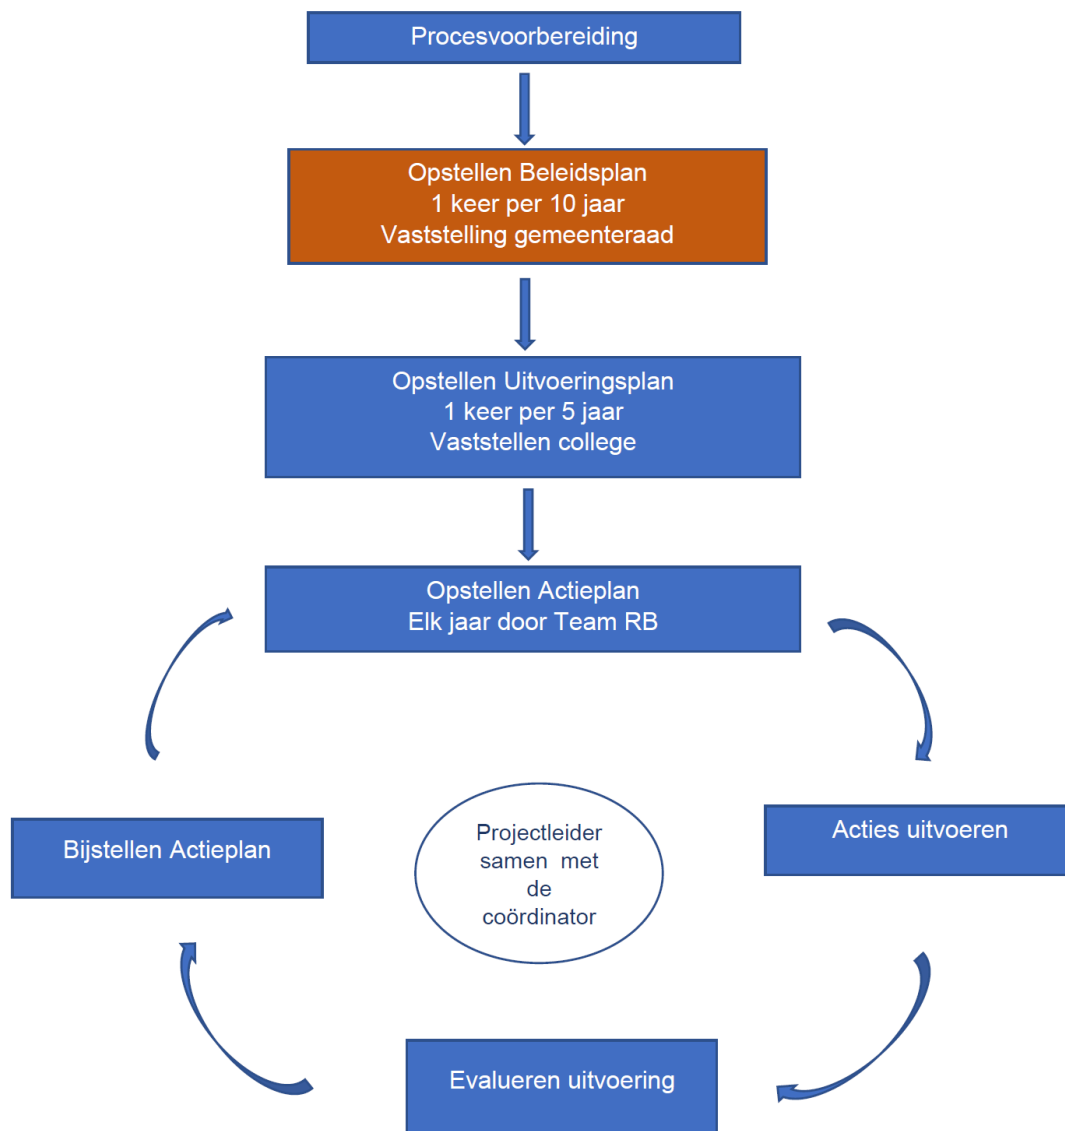 Procesvoorbereiding
Opstellen Beleidsplan
1 keer per 10 jaar
Vaststelling gemeenteraad
Opstellen Uitvoeringsplan
1 keer per 5 jaar
Vaststellen college
Opstellen Actieplan
Elk jaar door Team RB
Acties uitvoeren
Projectleider
samen met
de
coördinator
Bijstellen Actieplan
Evalueren uitvoering